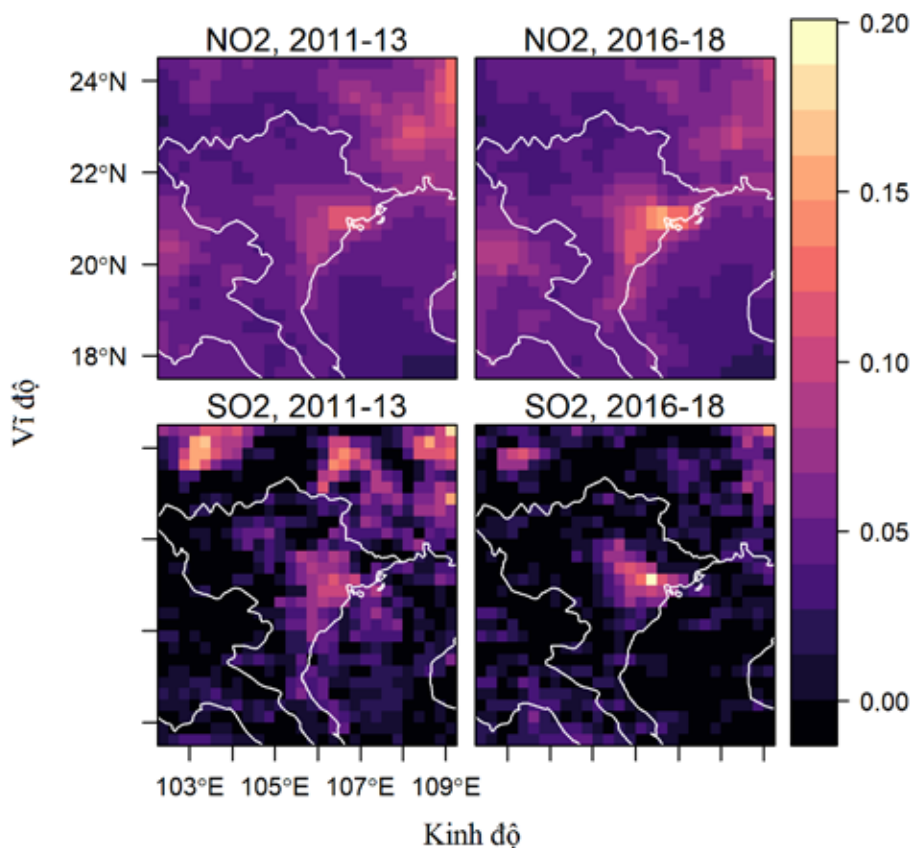 NO2, 2011-13
NO2, 2016-18
0.20
0.15
0.10
0.05
0.00
24°N
22°N
20°N
18°N
Vĩ độ
SO2, 2011-13
SO2, 2016-18
103°E 105°E 107°E 109°E
Kinh độ